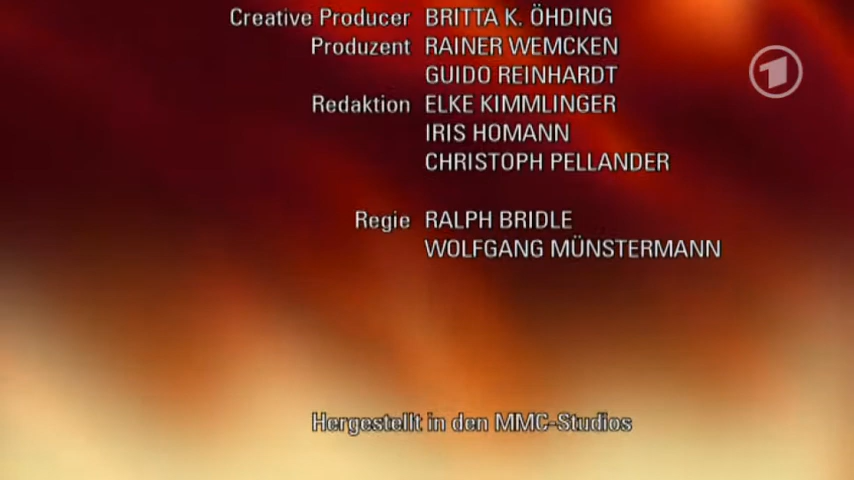 Creative Producer BRITTA K. ÖHDING
Produzent RAINER WEMCKEN
GUIDO REINHARDT
Redaktion ELKE KIMMLINGER
IRIS HOMANN
CHRISTOPH PELLANDER
Regie RALPH BRIDLE
WOLFGANG MÜNSTERMANN
Hergestellt in den MMC-Studios
1